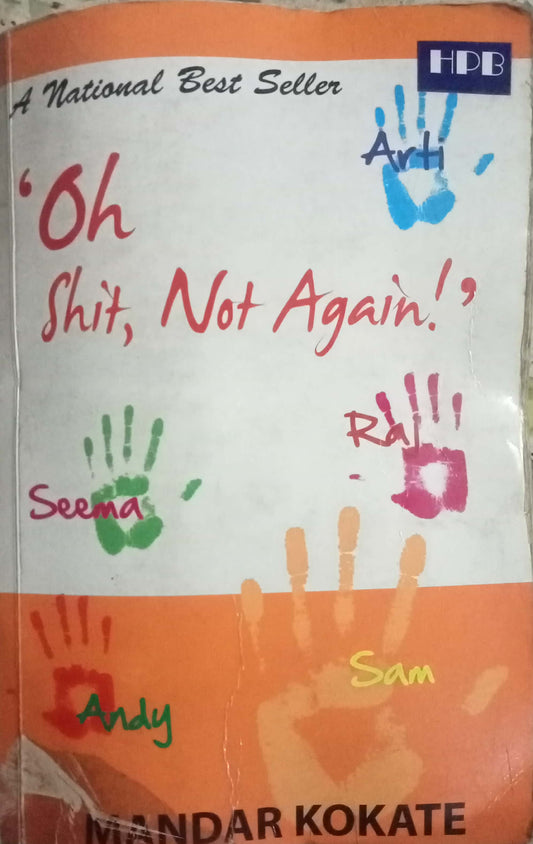 HPB
A National Best Seller
Arti
‘Oh
Shit, Not Again!’
Raj
Seema
Sam
Andy
MANDAR KOKATE